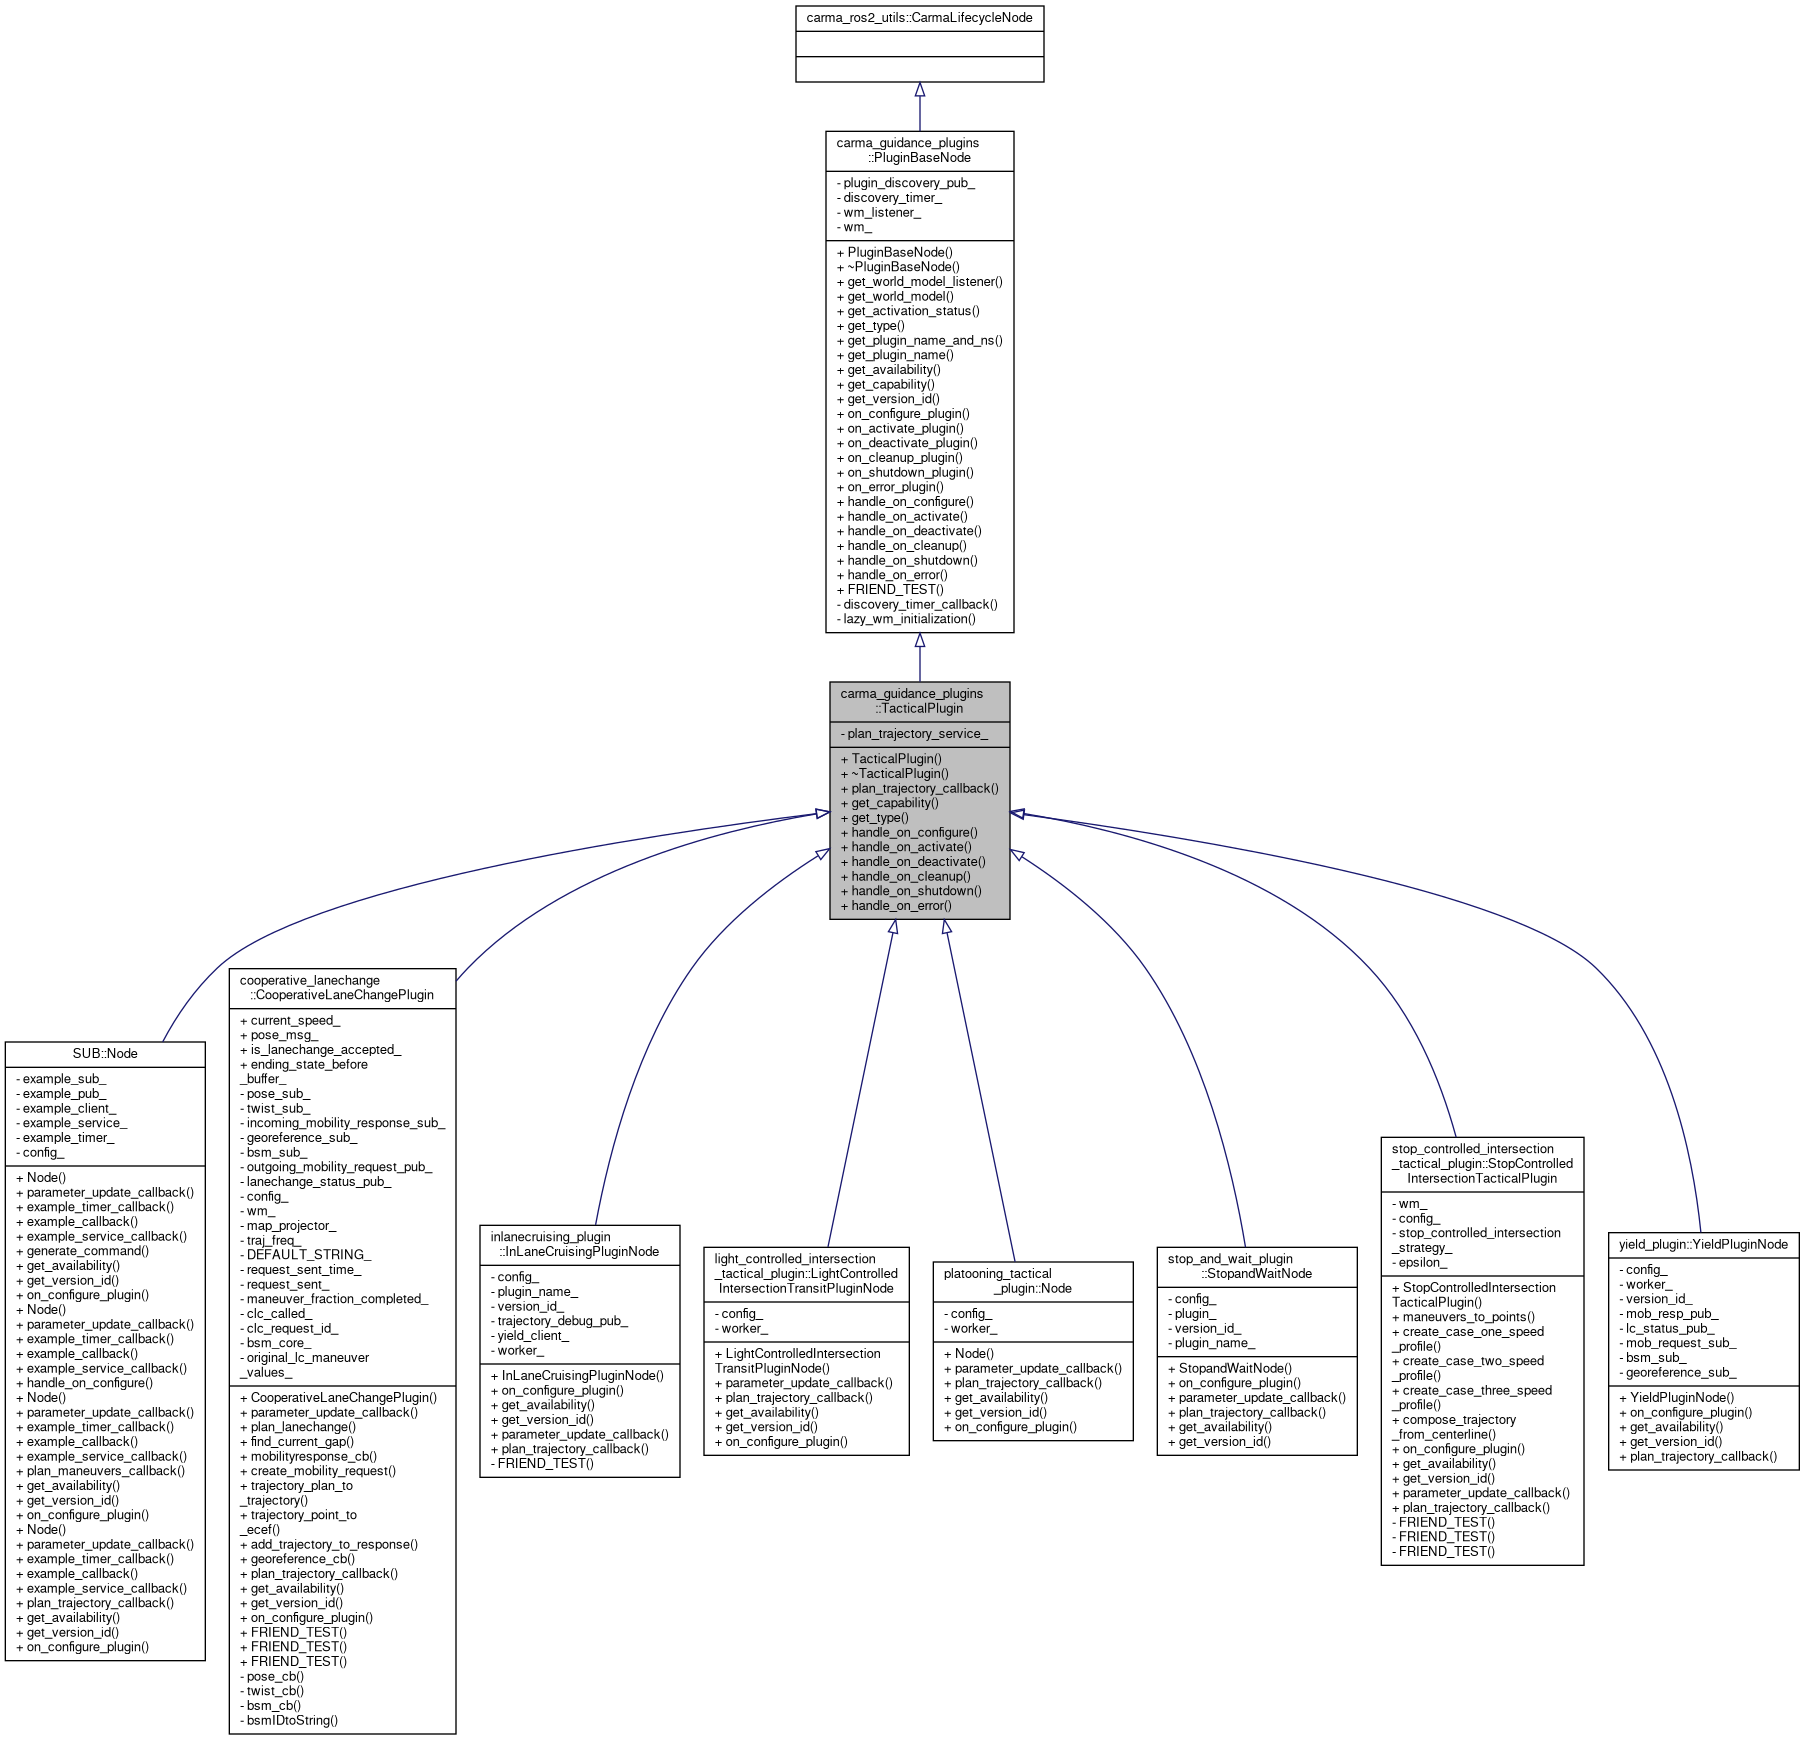 carma_ros2_utils::CarmaLifecycleNode
carma_guidance_plugins
::PluginBaseNode
- plugin_discovery_pub_
- discovery_timer_
- wm_listener_
- wm_
+ PluginBaseNode()
+ ~PluginBaseNode()
+ get_world_model_listener()
+ get_world_model()
+ get_activation_status()
+ get_type()
+ get_plugin_name_and_ns()
+ get_plugin_name()
+ get_availability()
+ get_capability()
+ get_version_id()
+ on_configure_plugin()
+ on_activate_plugin()
+ on_deactivate_plugin()
+ on_cleanup_plugin()
+ on_shutdown_plugin()
+ on_error_plugin()
+ handle_on_configure()
+ handle_on_activate()
+ handle_on_deactivate()
+ handle_on_cleanup()
+ handle_on_shutdown()
+ handle_on_error()
+ FRIEND_TEST()
- discovery_timer_callback()
- lazy_wm_initialization()
carma_guidance_plugins
::TacticalPlugin
- plan_trajectory_service_
+ TacticalPlugin()
+ ~TacticalPlugin()
+ plan_trajectory_callback()
+ get_capability()
+ get_type()
+ handle_on_configure()
+ handle_on_activate()
+ handle_on_deactivate()
+ handle_on_cleanup()
+ handle_on_shutdown()
+ handle_on_error()
SUB::Node
- example_sub_
- example_pub_
- example_client_
- example_service_
- example_timer_
- config_
+ Node()
+ parameter_update_callback()
+ example_timer_callback()
+ example_callback()
+ example_service_callback()
+ generate_command()
+ get_availability()
+ get_version_id()
+ on_configure_plugin()
+ Node()
+ parameter_update_callback()
+ example_timer_callback()
+ example_callback()
+ example_service_callback()
+ handle_on_configure()
+ Node()
+ parameter_update_callback()
+ example_timer_callback()
+ example_callback()
+ example_service_callback()
+ plan_maneuvers_callback()
+ get_availability()
+ get_version_id()
+ on_configure_plugin()
+ Node()
+ parameter_update_callback()
+ example_timer_callback()
+ example_callback()
+ example_service_callback()
+ plan_trajectory_callback()
+ get_availability()
+ get_version_id()
+ on_configure_plugin()
cooperative_lanechange
::CooperativeLaneChangePlugin
+ current_speed_
+ pose_msg_
+ is_lanechange_accepted_
+ ending_state_before
_buffer_
- pose_sub_
- twist_sub_
- incoming_mobility_response_sub_
- georeference_sub_
- bsm_sub_
- outgoing_mobility_request_pub_
- lanechange_status_pub_
- config_
- wm_
- map_projector_
- traj_freq_
- DEFAULT_STRING_
- request_sent_time_
- request_sent_
- maneuver_fraction_completed_
- clc_called_
- clc_request_id_
- bsm_core_
- original_lc_maneuver
_values_
+ CooperativeLaneChangePlugin()
+ parameter_update_callback()
+ plan_lanechange()
+ find_current_gap()
+ mobilityresponse_cb()
+ create_mobility_request()
+ trajectory_plan_to
_trajectory()
+ trajectory_point_to
_ecef()
+ add_trajectory_to_response()
+ georeference_cb()
+ plan_trajectory_callback()
+ get_availability()
+ get_version_id()
+ on_configure_plugin()
+ FRIEND_TEST()
+ FRIEND_TEST()
+ FRIEND_TEST()
- pose_cb()
- twist_cb()
- bsm_cb()
- bsmIDtoString()
inlanecruising_plugin
::InLaneCruisingPluginNode
- config_
- plugin_name_
- version_id_
- trajectory_debug_pub_
- yield_client_
- worker_
+ InLaneCruisingPluginNode()
+ on_configure_plugin()
+ get_availability()
+ get_version_id()
+ parameter_update_callback()
+ plan_trajectory_callback()
- FRIEND_TEST()
light_controlled_intersection
_tactical_plugin::LightControlled
IntersectionTransitPluginNode
- config_
- worker_
+ LightControlledIntersection
TransitPluginNode()
+ parameter_update_callback()
+ plan_trajectory_callback()
+ get_availability()
+ get_version_id()
+ on_configure_plugin()
platooning_tactical
_plugin::Node
- config_
- worker_
+ Node()
+ parameter_update_callback()
+ plan_trajectory_callback()
+ get_availability()
+ get_version_id()
+ on_configure_plugin()
stop_and_wait_plugin
::StopandWaitNode
- config_
- plugin_
- version_id_
- plugin_name_
+ StopandWaitNode()
+ on_configure_plugin()
+ parameter_update_callback()
+ plan_trajectory_callback()
+ get_availability()
+ get_version_id()
stop_controlled_intersection
_tactical_plugin::StopControlled
IntersectionTacticalPlugin
- wm_
- config_
- stop_controlled_intersection
_strategy_
- epsilon_
+ StopControlledIntersection
TacticalPlugin()
+ maneuvers_to_points()
+ create_case_one_speed
_profile()
+ create_case_two_speed
_profile()
+ create_case_three_speed
_profile()
+ compose_trajectory
_from_centerline()
+ on_configure_plugin()
+ get_availability()
+ get_version_id()
+ parameter_update_callback()
+ plan_trajectory_callback()
- FRIEND_TEST()
- FRIEND_TEST()
- FRIEND_TEST()
yield_plugin::YieldPluginNode
- config_
- worker_
- version_id_
- mob_resp_pub_
- lc_status_pub_
- mob_request_sub_
- bsm_sub_
- georeference_sub_
+ YieldPluginNode()
+ on_configure_plugin()
+ get_availability()
+ get_version_id()
+ plan_trajectory_callback()